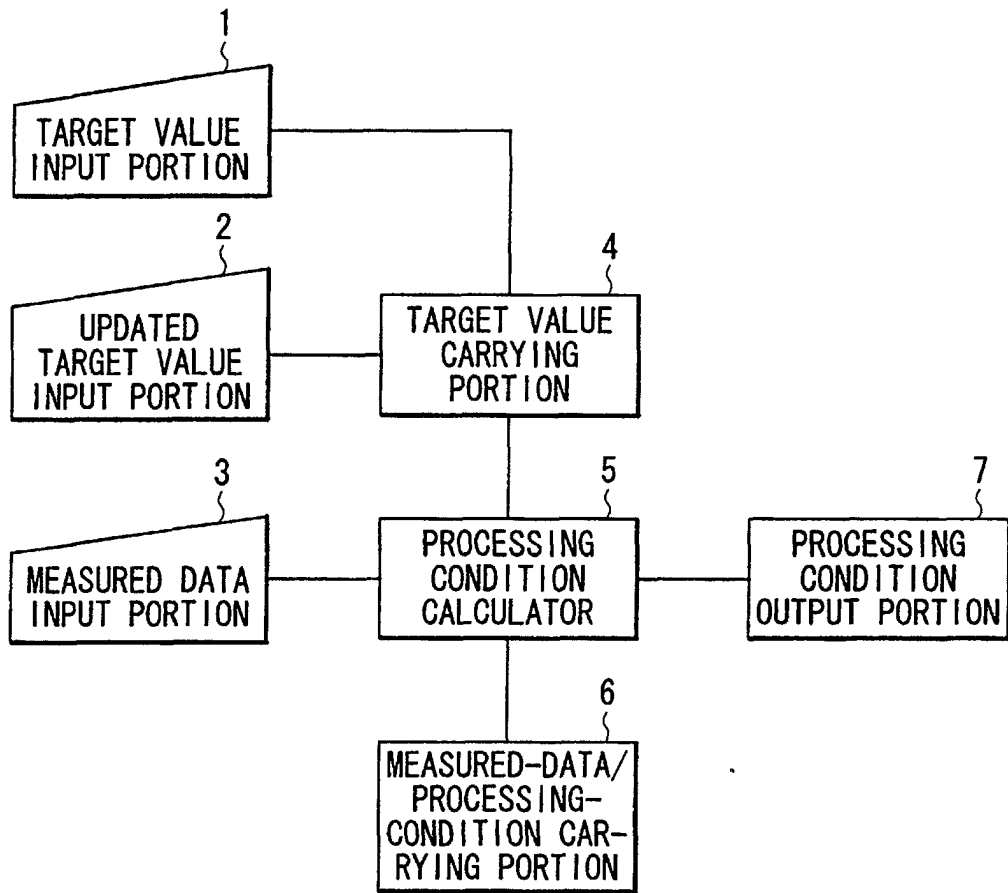 1
TARGET VALUE
INPUT PORTION
2
UPDATED
TARGET VALUE
INPUT PORTION
4
TARGET VALUE
CARRYING
PORTION
3
MEASURED DATA
INPUT PORTION
5
PROCESSING
CONDITION
CALCULATOR
7
PROCESSING
CONDITION
OUTPUT PORTION
6
MEASURED-DATA/
PROCESSING-
CONDITION CAR-
RYING PORTION